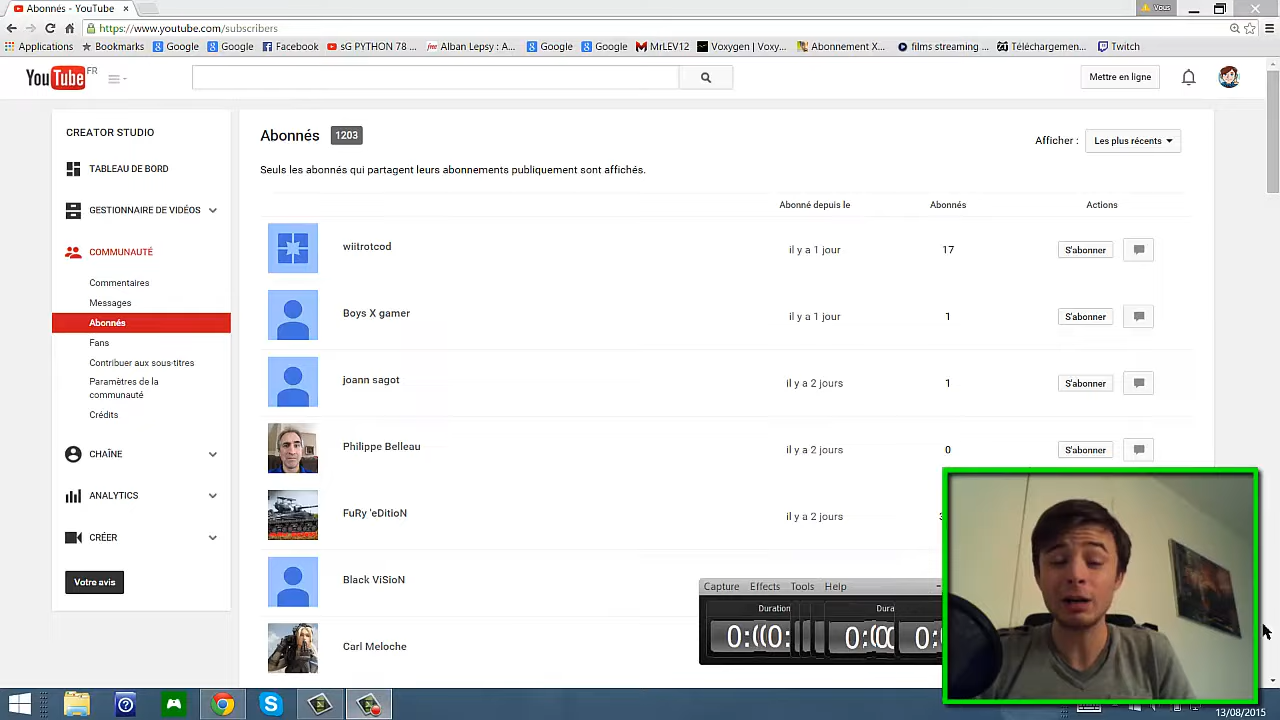 Abonnés - YouTube
Vous
https://www.youtube.com/subscribers
Applications Bookmarks Google Google Facebook sG PYTHON 78 ... Alban Lepsy : A... Google Google MrLEV12 Voxygen | Voxy... Abonnement X... films streaming ... Téléchargemen... Twitch
YouTube FR
Mettre en ligne
CREATOR STUDIO
TABLEAU DE BORD
GESTIONNAIRE DE VIDÉOS
COMMUNAUTÉ
Commentaires
Messages
Abonnés
Fans
Contribuer aux sous-titres
Paramètres de la
communauté
Crédits
CHAÎNE
ANALYTICS
CRÉER
Votre avis
Abonnés 1203
Afficher : Les plus récents
Seuls les abonnés qui partagent leurs abonnements publiquement sont affichés.
Abonné depuis le Abonnés Actions
wiitrotcod il y a 1 jour 17 S'abonner
Boys X gamer il y a 1 jour 1 S'abonner
joann sagot il y a 2 jours 1 S'abonner
Philippe Belleau il y a 2 jours 0 S'abonner
FuRy 'eDitioN il y a 2 jours
Black ViSioN
Carl Meloche
Capture Effects Tools Help
Duration Dura
13/08/2015